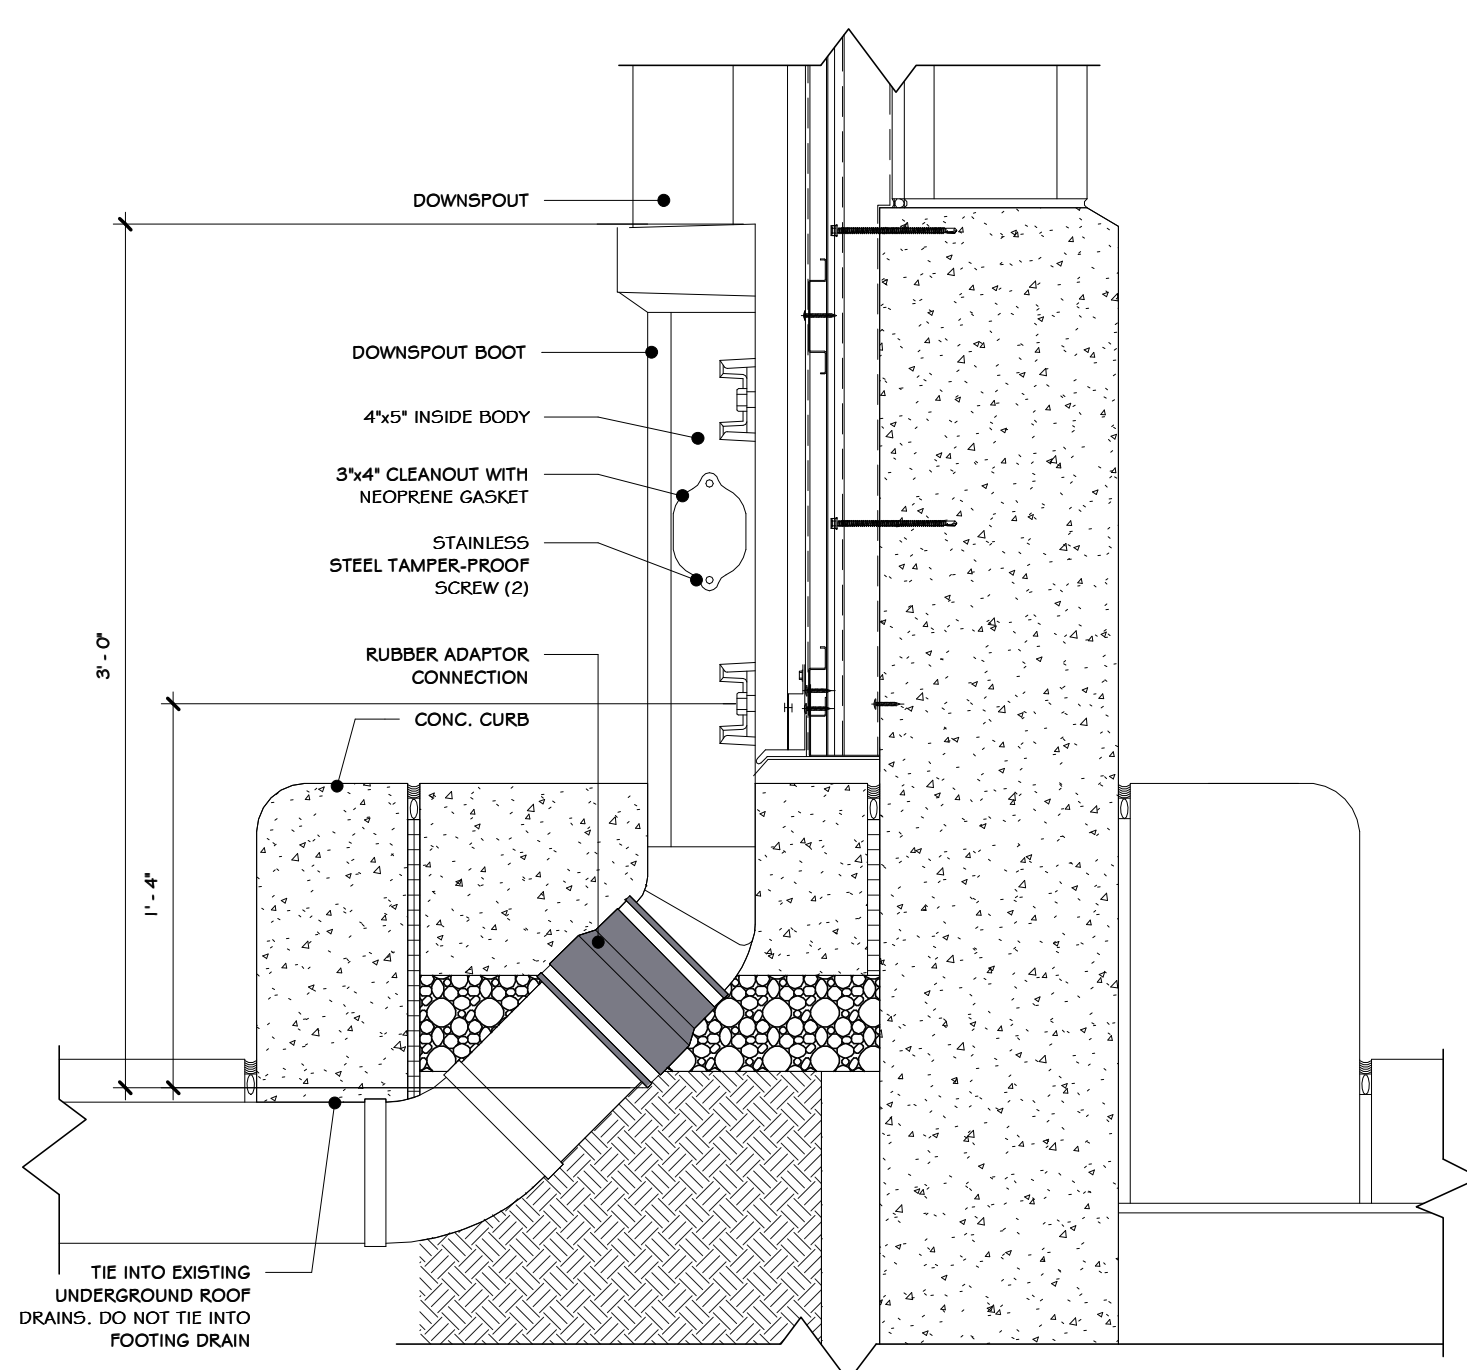 DOWNSPOUT
DOWNSPOUT BOOT
4"x5" INSIDE BODY
3"x4" CLEANOUT WITH
NEOPRENE GASKET
STAINLESS
STEEL TAMPER-PROOF
SCREW (2)
3' - 0"
RUBBER ADAPTOR
CONNECTION
CONC. CURB
1' - 4"
TIE INTO EXISTING
UNDERGROUND ROOF
DRAINS. DO NOT TIE INTO
FOOTING DRAIN